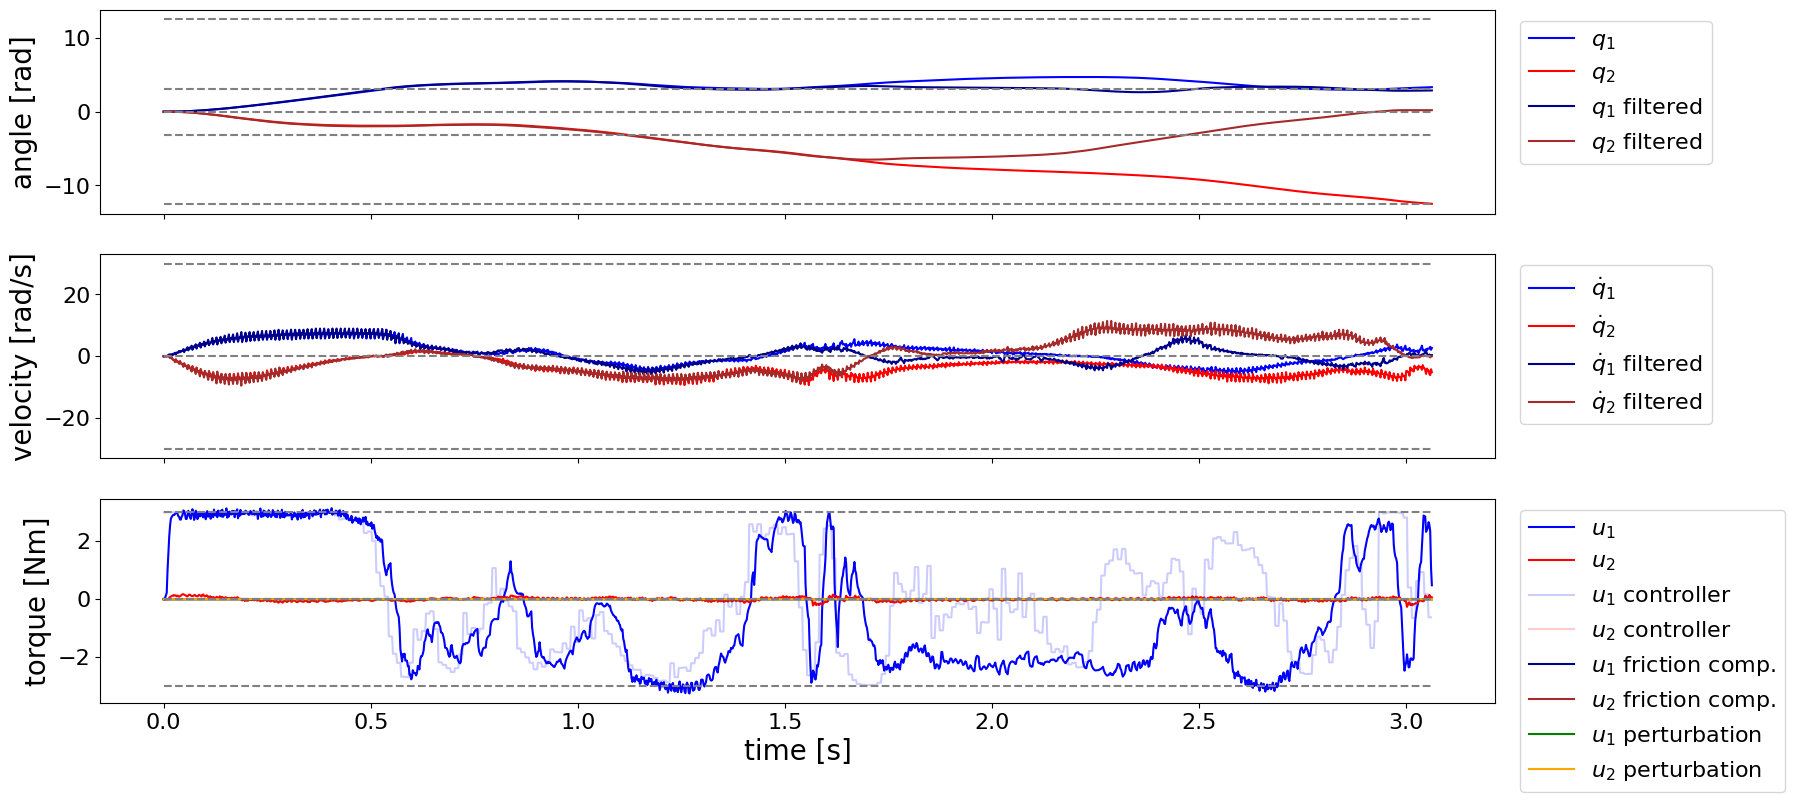 angle [rad]
10
0
−10
q₁
q₂
q₁ filtered
q₂ filtered
velocity [rad/s]
20
0
−20
q̇₁
q̇₂
q̇₁ filtered
q̇₂ filtered
torque [Nm]
2
0
−2
0.0 0.5 1.0 1.5 2.0 2.5 3.0
time [s]
u₁
u₂
u₁ controller
u₂ controller
u₁ friction comp.
u₂ friction comp.
u₁ perturbation
u₂ perturbation